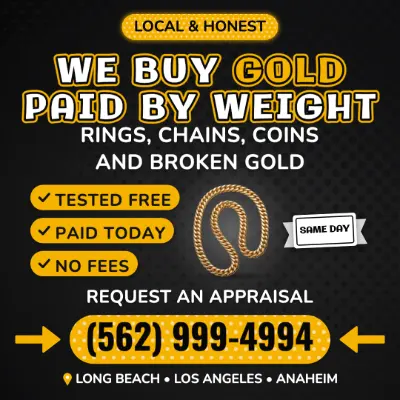 LOCAL & HONEST
WE BUY GOLD
PAID BY WEIGHT
RINGS, CHAINS, COINS
AND BROKEN GOLD
TESTED FREE
PAID TODAY
NO FEES
SAME DAY
REQUEST AN APPRAISAL
(562) 999-4994
LONG BEACH • LOS ANGELES • ANAHEIM